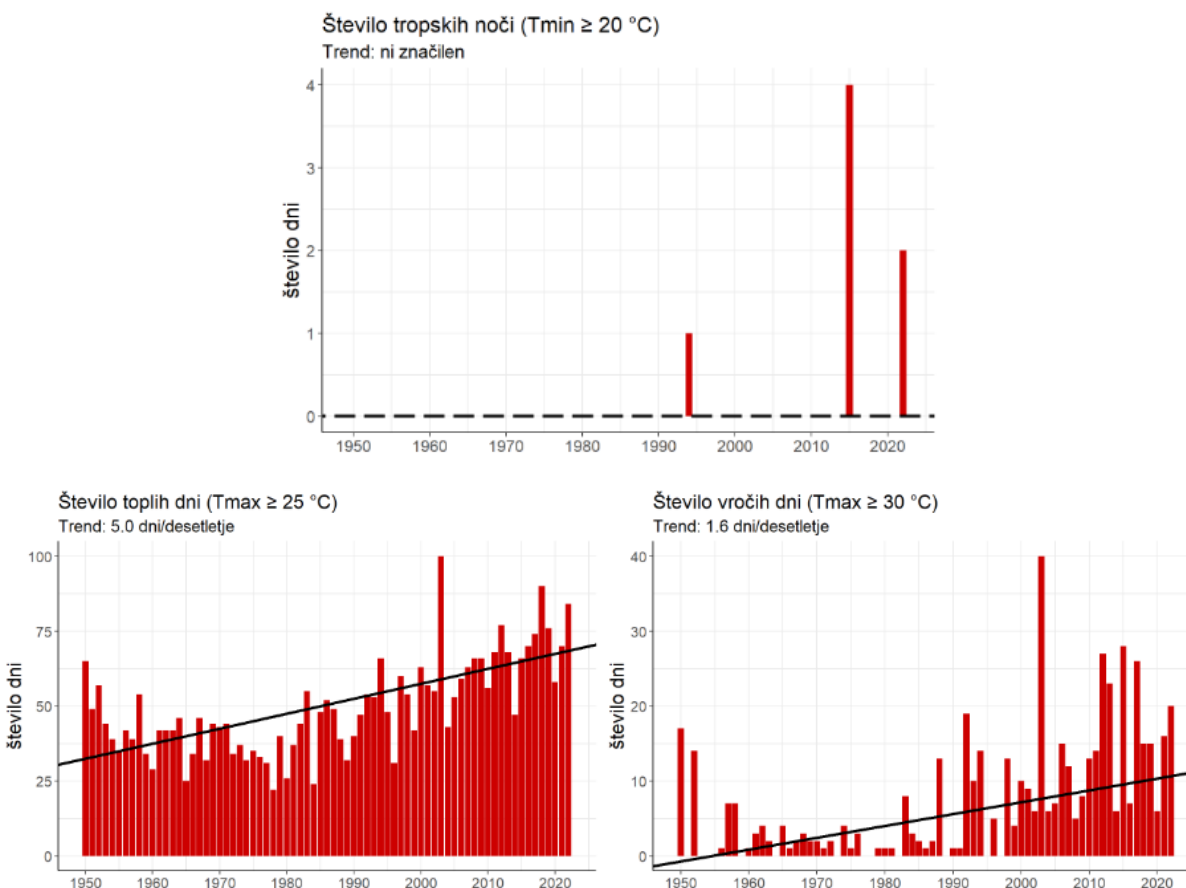 Število tropskih noči (Tmin ≥ 20 °C)
Trend: ni značilen
število dni
4
3
2
1
0
1950 1960 1970 1980 1990 2000 2010 2020
Število toplih dni (Tmax ≥ 25 °C)
Trend: 5.0 dni/desetletje
število dni
100
75
50
25
0
1950 1960 1970 1980 1990 2000 2010 2020
Število vročih dni (Tmax ≥ 30 °C)
Trend: 1.6 dni/desetletje
število dni
40
30
20
10
0
1950 1960 1970 1980 1990 2000 2010 2020